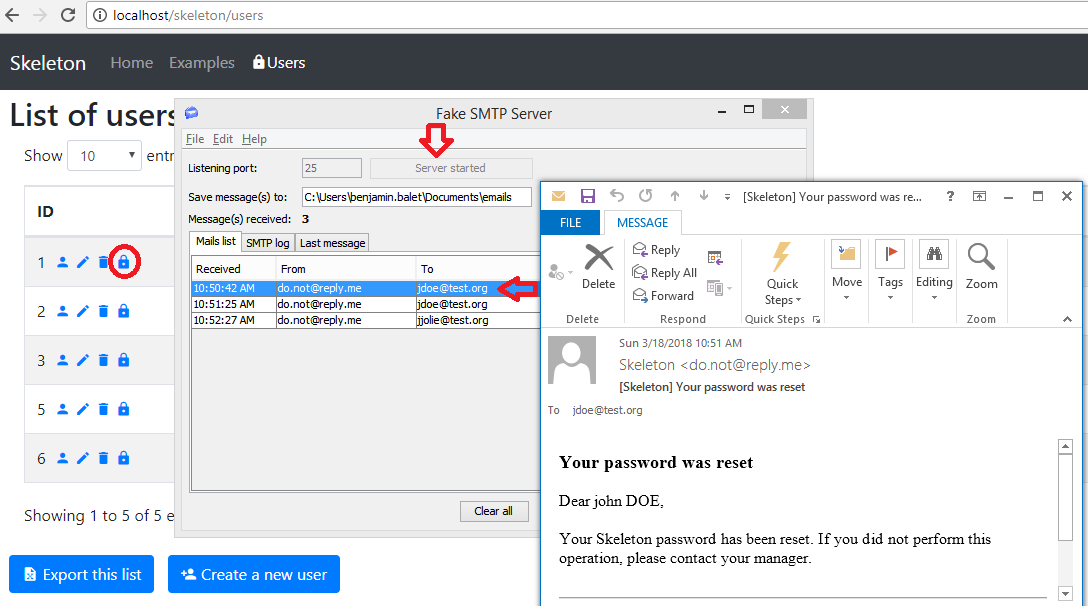 localhost/skeleton/users
Skeleton Home Examples Users
List of users
Show 10 entr
ID
1
2
3
5
6
Showing 1 to 5 of 5 e
Export this list Create a new user
Fake SMTP Server
File Edit Help
Listening port: 25 Server started
Save message(s) to: C:\Users\benjamin.balet\Documents\emails
Message(s) received: 3
Mails list SMTP log Last message
Received From To
10:50:42 AM do.not@reply.me jdoe@test.org
10:51:25 AM do.not@reply.me jdoe@test.org
10:52:27 AM do.not@reply.me jjolie@test.org
Clear all
[Skeleton] Your password was re... ?
FILE MESSAGE
Delete
Reply
Reply All
Forward
Quick Steps
Move
Tags
Editing
Zoom
Delete Respond Quick Steps Zoom
Sun 3/18/2018 10:51 AM
Skeleton <do.not@reply.me>
[Skeleton] Your password was reset
To jdoe@test.org
Your password was reset
Dear john DOE,
Your Skeleton password has been reset. If you did not perform this
operation, please contact your manager.